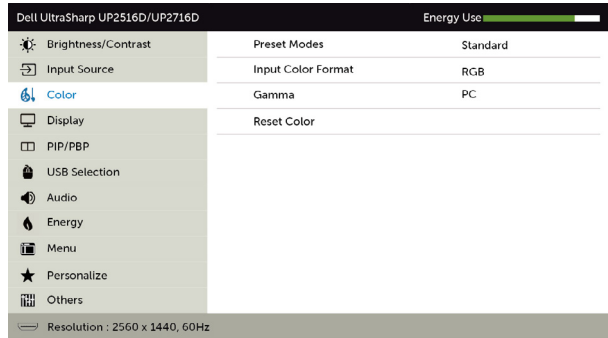 Dell UltraSharp UP2516D/UP2716D Energy Use
Brightness/Contrast
Input Source
Color
Display
PIP/PBP
USB Selection
Audio
Energy
Menu
Personalize
Others
Preset Modes Standard
Input Color Format RGB
Gamma PC
Reset Color
Resolution : 2560 x 1440, 60Hz